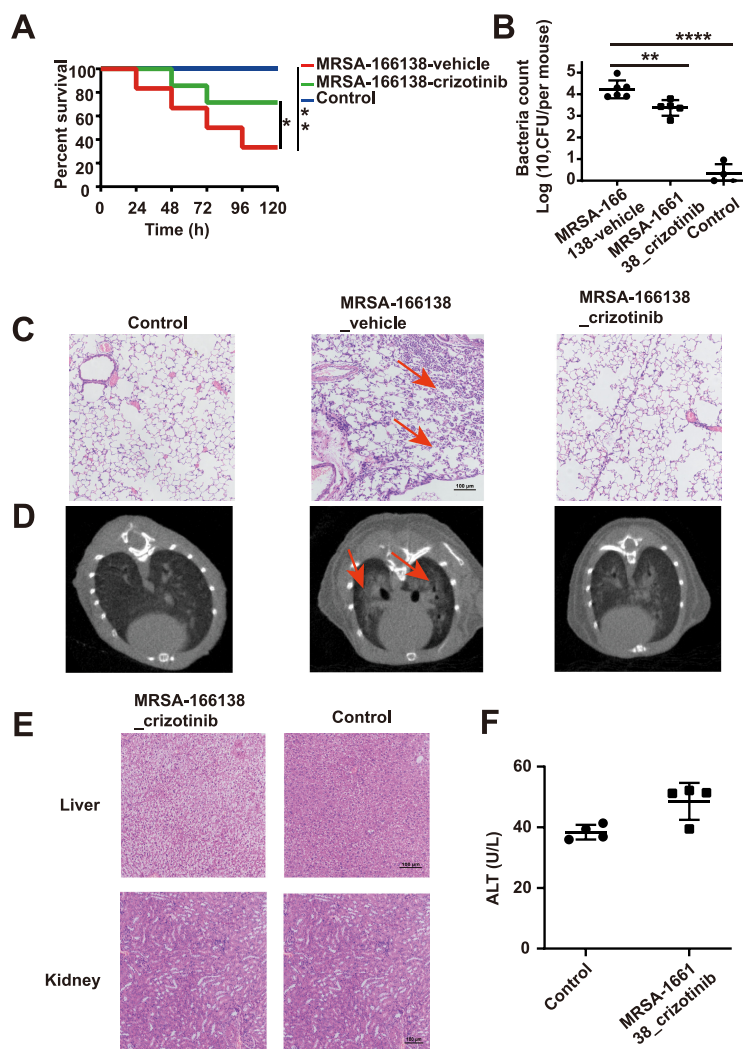 A
MRSA-166138-vehicle
MRSA-166138-crizotinib
Control
Percent survival
100
80
60
40
20
0
0 24 48 72 96 120
Time (h)
*
**
B
****
**
Bacteria count
Log (10,CFU/per mouse)
5
4
3
2
1
0
MRSA-166
138-vehicle
MRSA-1661
38_crizotinib
Control
C
Control
MRSA-166138
_vehicle
MRSA-166138
_crizotinib
100 μm
D
E
MRSA-166138
_crizotinib
Control
Liver
100 μm
Kidney
100 μm
F
ALT (U/L)
60
40
20
0
Control
MRSA-1661
38_crizotinib